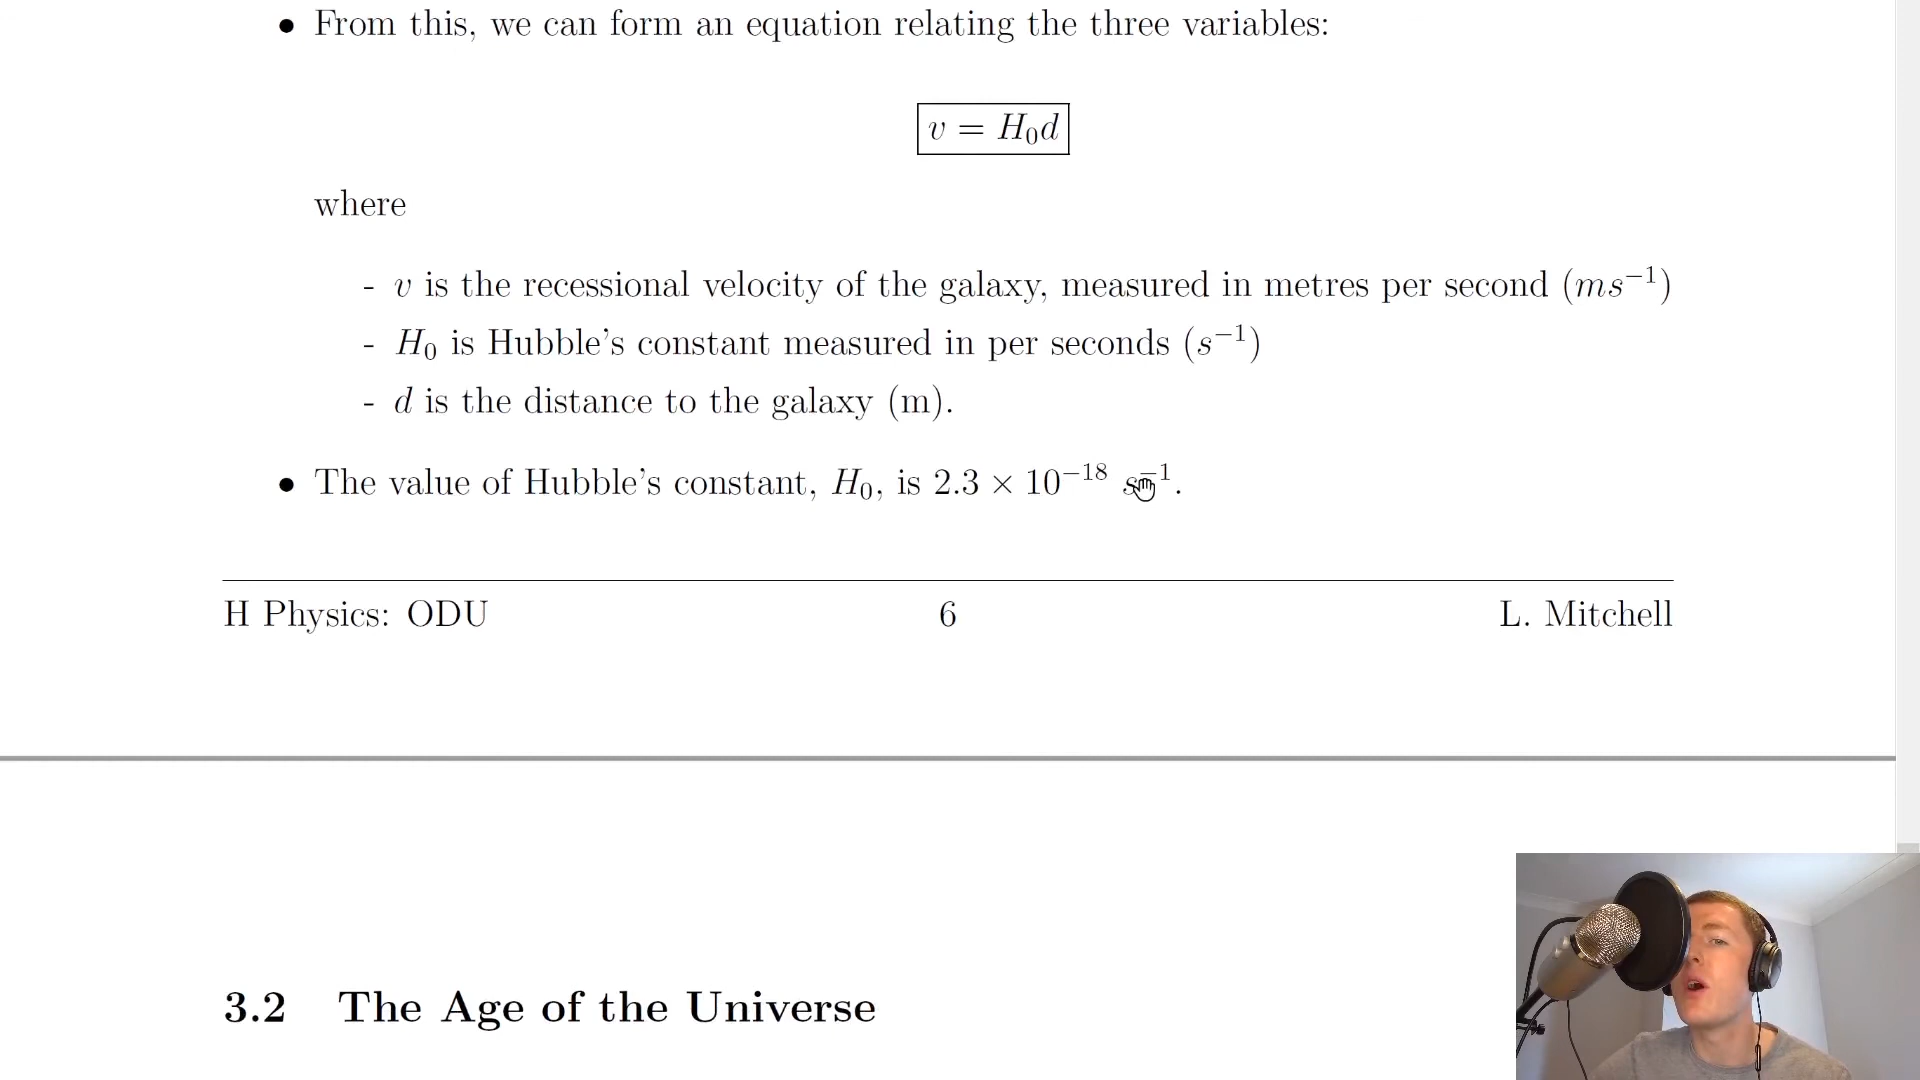 • From this, we can form an equation relating the three variables:
v = H₀d
where
- v is the recessional velocity of the galaxy, measured in metres per second (ms⁻¹)
- H₀ is Hubble's constant measured in per seconds (s⁻¹)
- d is the distance to the galaxy (m).
• The value of Hubble's constant, H₀, is 2.3 × 10⁻¹⁸ s⁻¹.
H Physics: ODU 6 L. Mitchell
3.2 The Age of the Universe